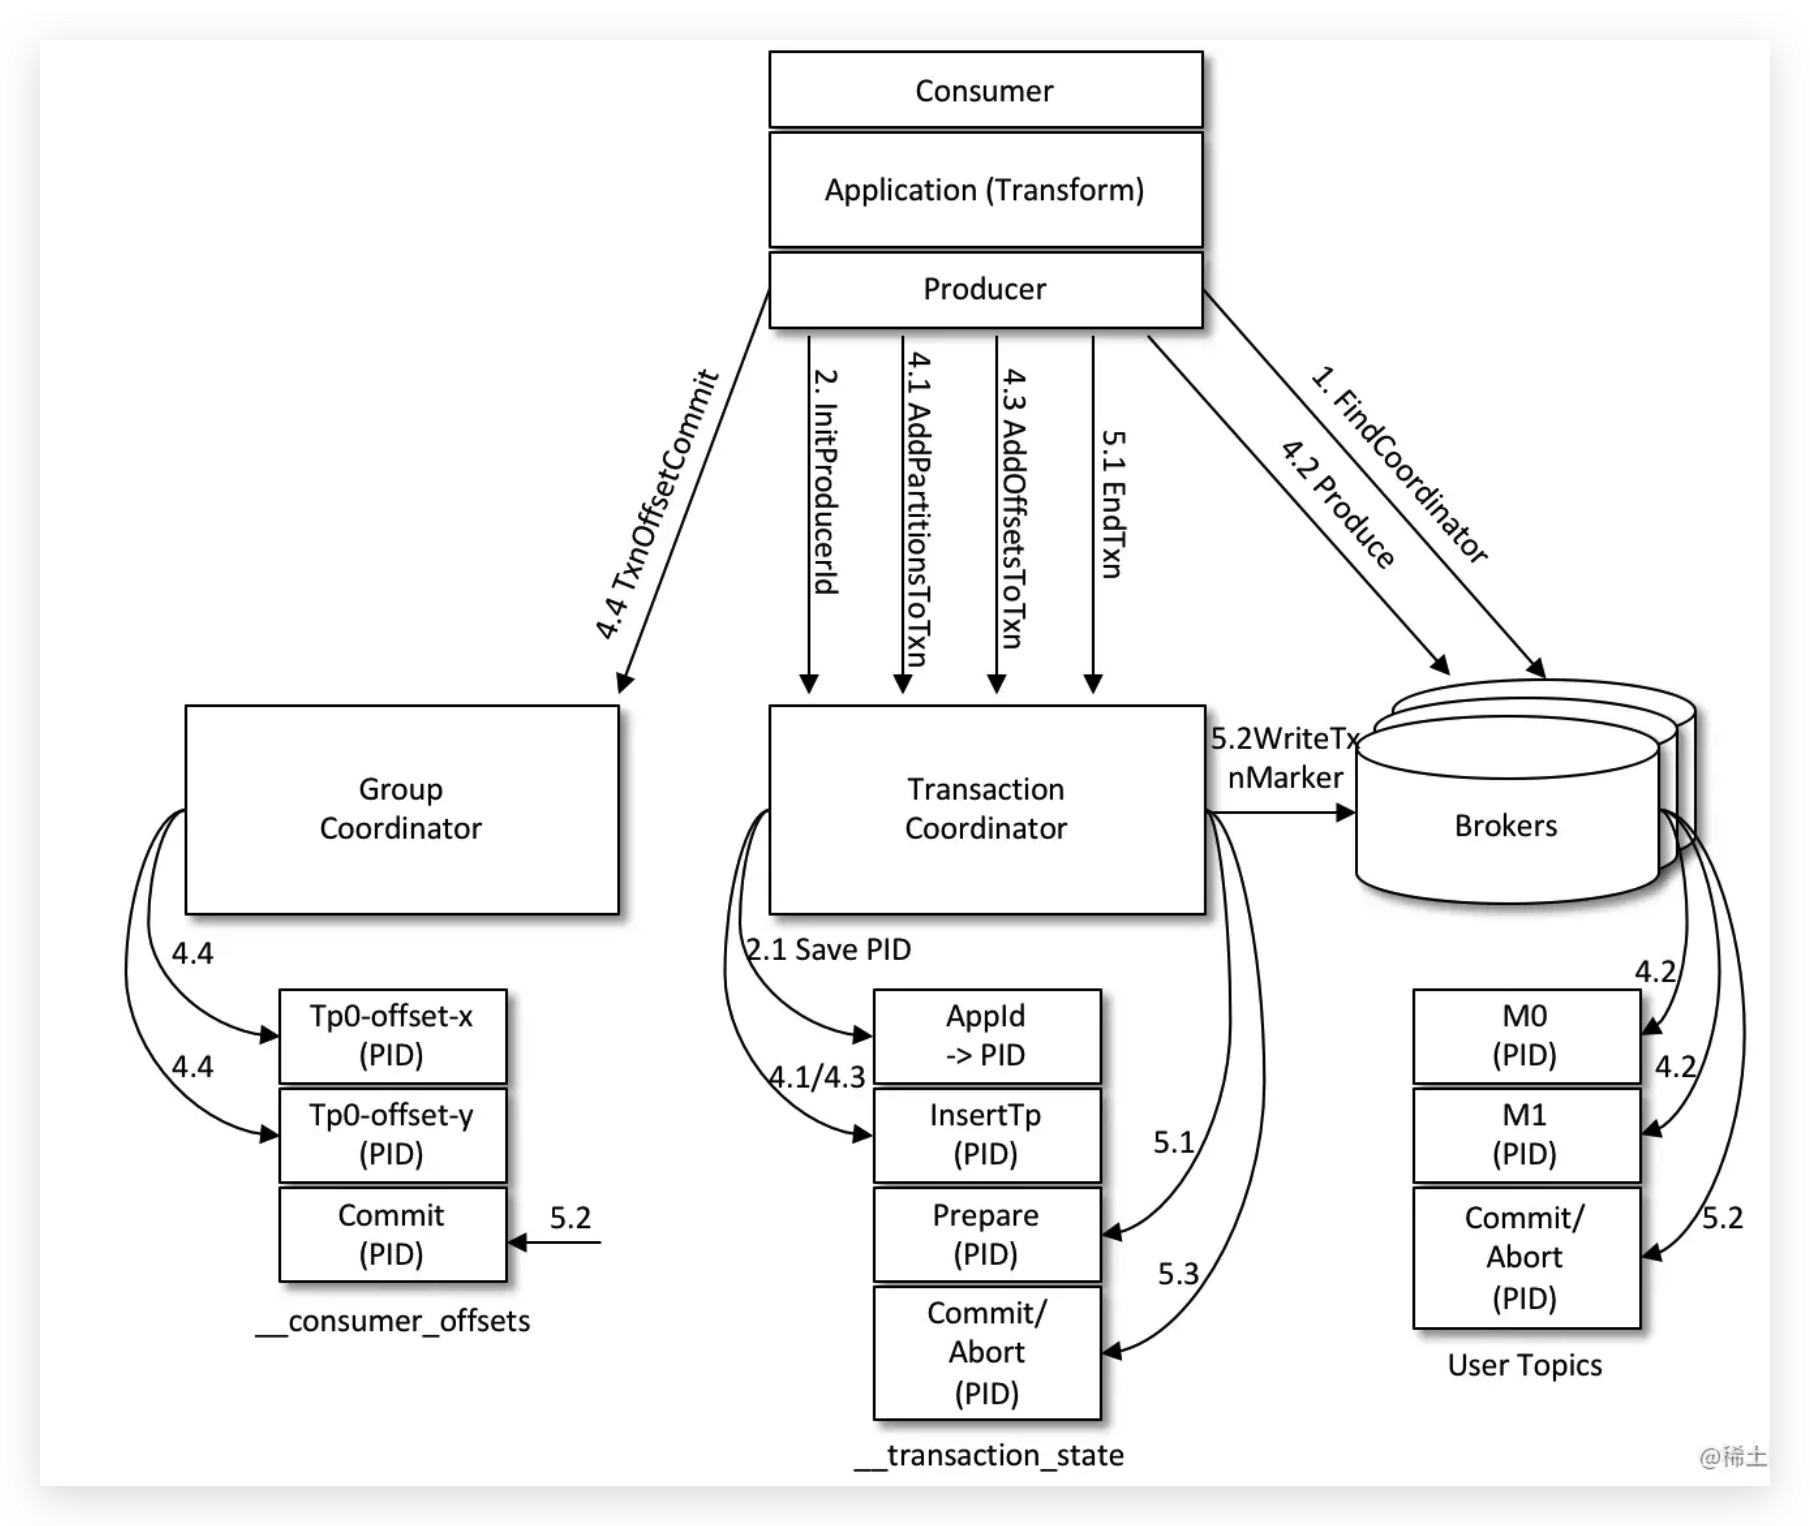 Consumer
Application (Transform)
Producer
4.4 TxnOffsetCommit
2. InitProducerId
4.1 AddPartitionsToTxn
4.3 AddOffsetsToTxn
5.1 EndTxn
4.2 Produce
1. FindCoordinator
Group
Coordinator
Transaction
Coordinator
5.2WriteTx
nMarker
Brokers
4.4
4.4
Tp0-offset-x
(PID)
Tp0-offset-y
(PID)
Commit
(PID)
5.2
__consumer_offsets
2.1 Save PID
4.1/4.3
AppId
-> PID
InsertTp
(PID)
Prepare
(PID)
Commit/
Abort
(PID)
5.1
5.3
__transaction_state
4.2
4.2
5.2
M0
(PID)
M1
(PID)
Commit/
Abort
(PID)
User Topics
@稀土